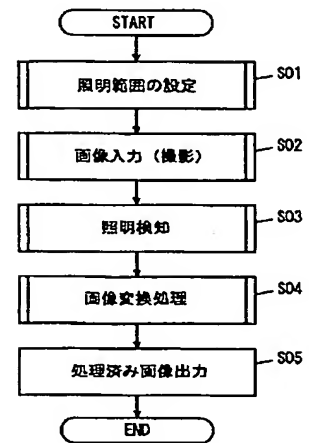 START
照明範囲の設定
S01
画像入力（撮影）
S02
照明検知
S03
画像変換処理
S04
処理済み画像出力
S05
END